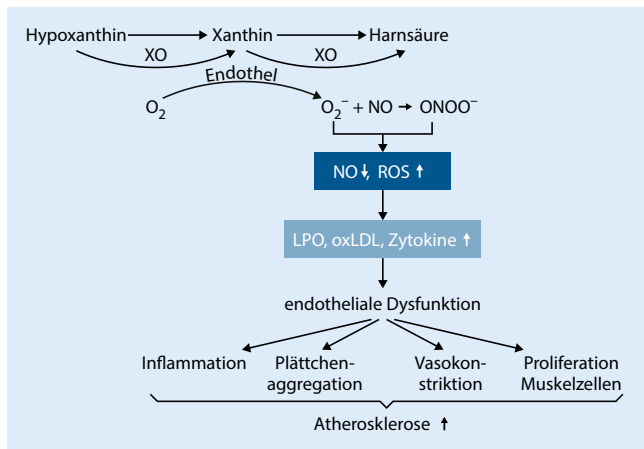 Hypoxanthin → Xanthin → Harnsäure
XO XO
Endothel
O₂ O₂⁻ + NO → ONOO⁻
NO↓, ROS ↑
LPO, oxLDL, Zytokine ↑
endotheliale Dysfunktion
Inflammation Plättchen- Vasokon- Proliferation
aggregation striktion Muskelzellen
Atherosklerose ↑